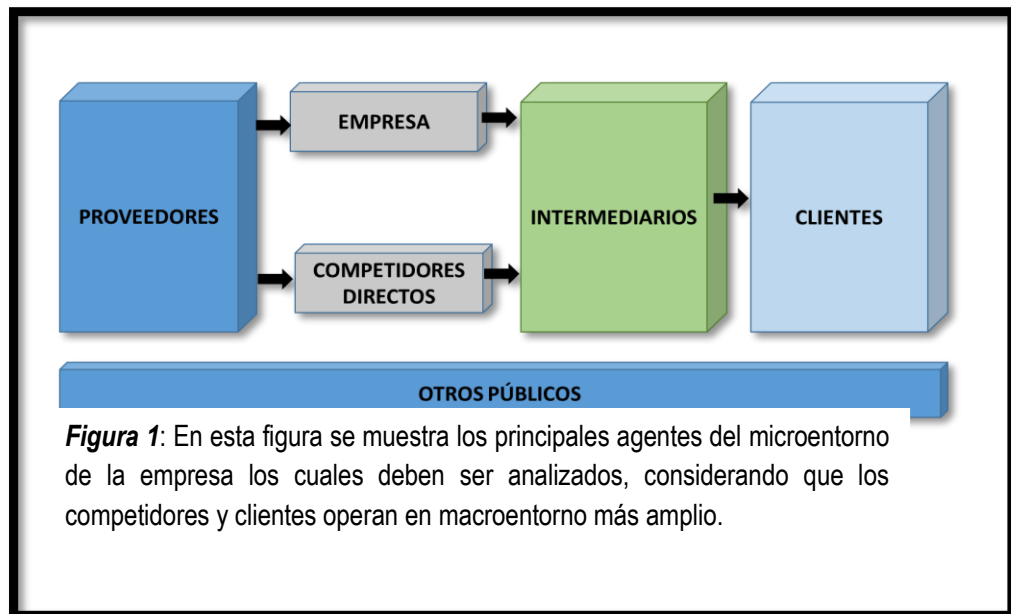 PROVEEDORES
EMPRESA
COMPETIDORES
DIRECTOS
INTERMEDIARIOS
CLIENTES
OTROS PÚBLICOS
Figura 1: En esta figura se muestra los principales agentes del microentorno
de la empresa los cuales deben ser analizados, considerando que los
competidores y clientes operan en macroentorno más amplio.